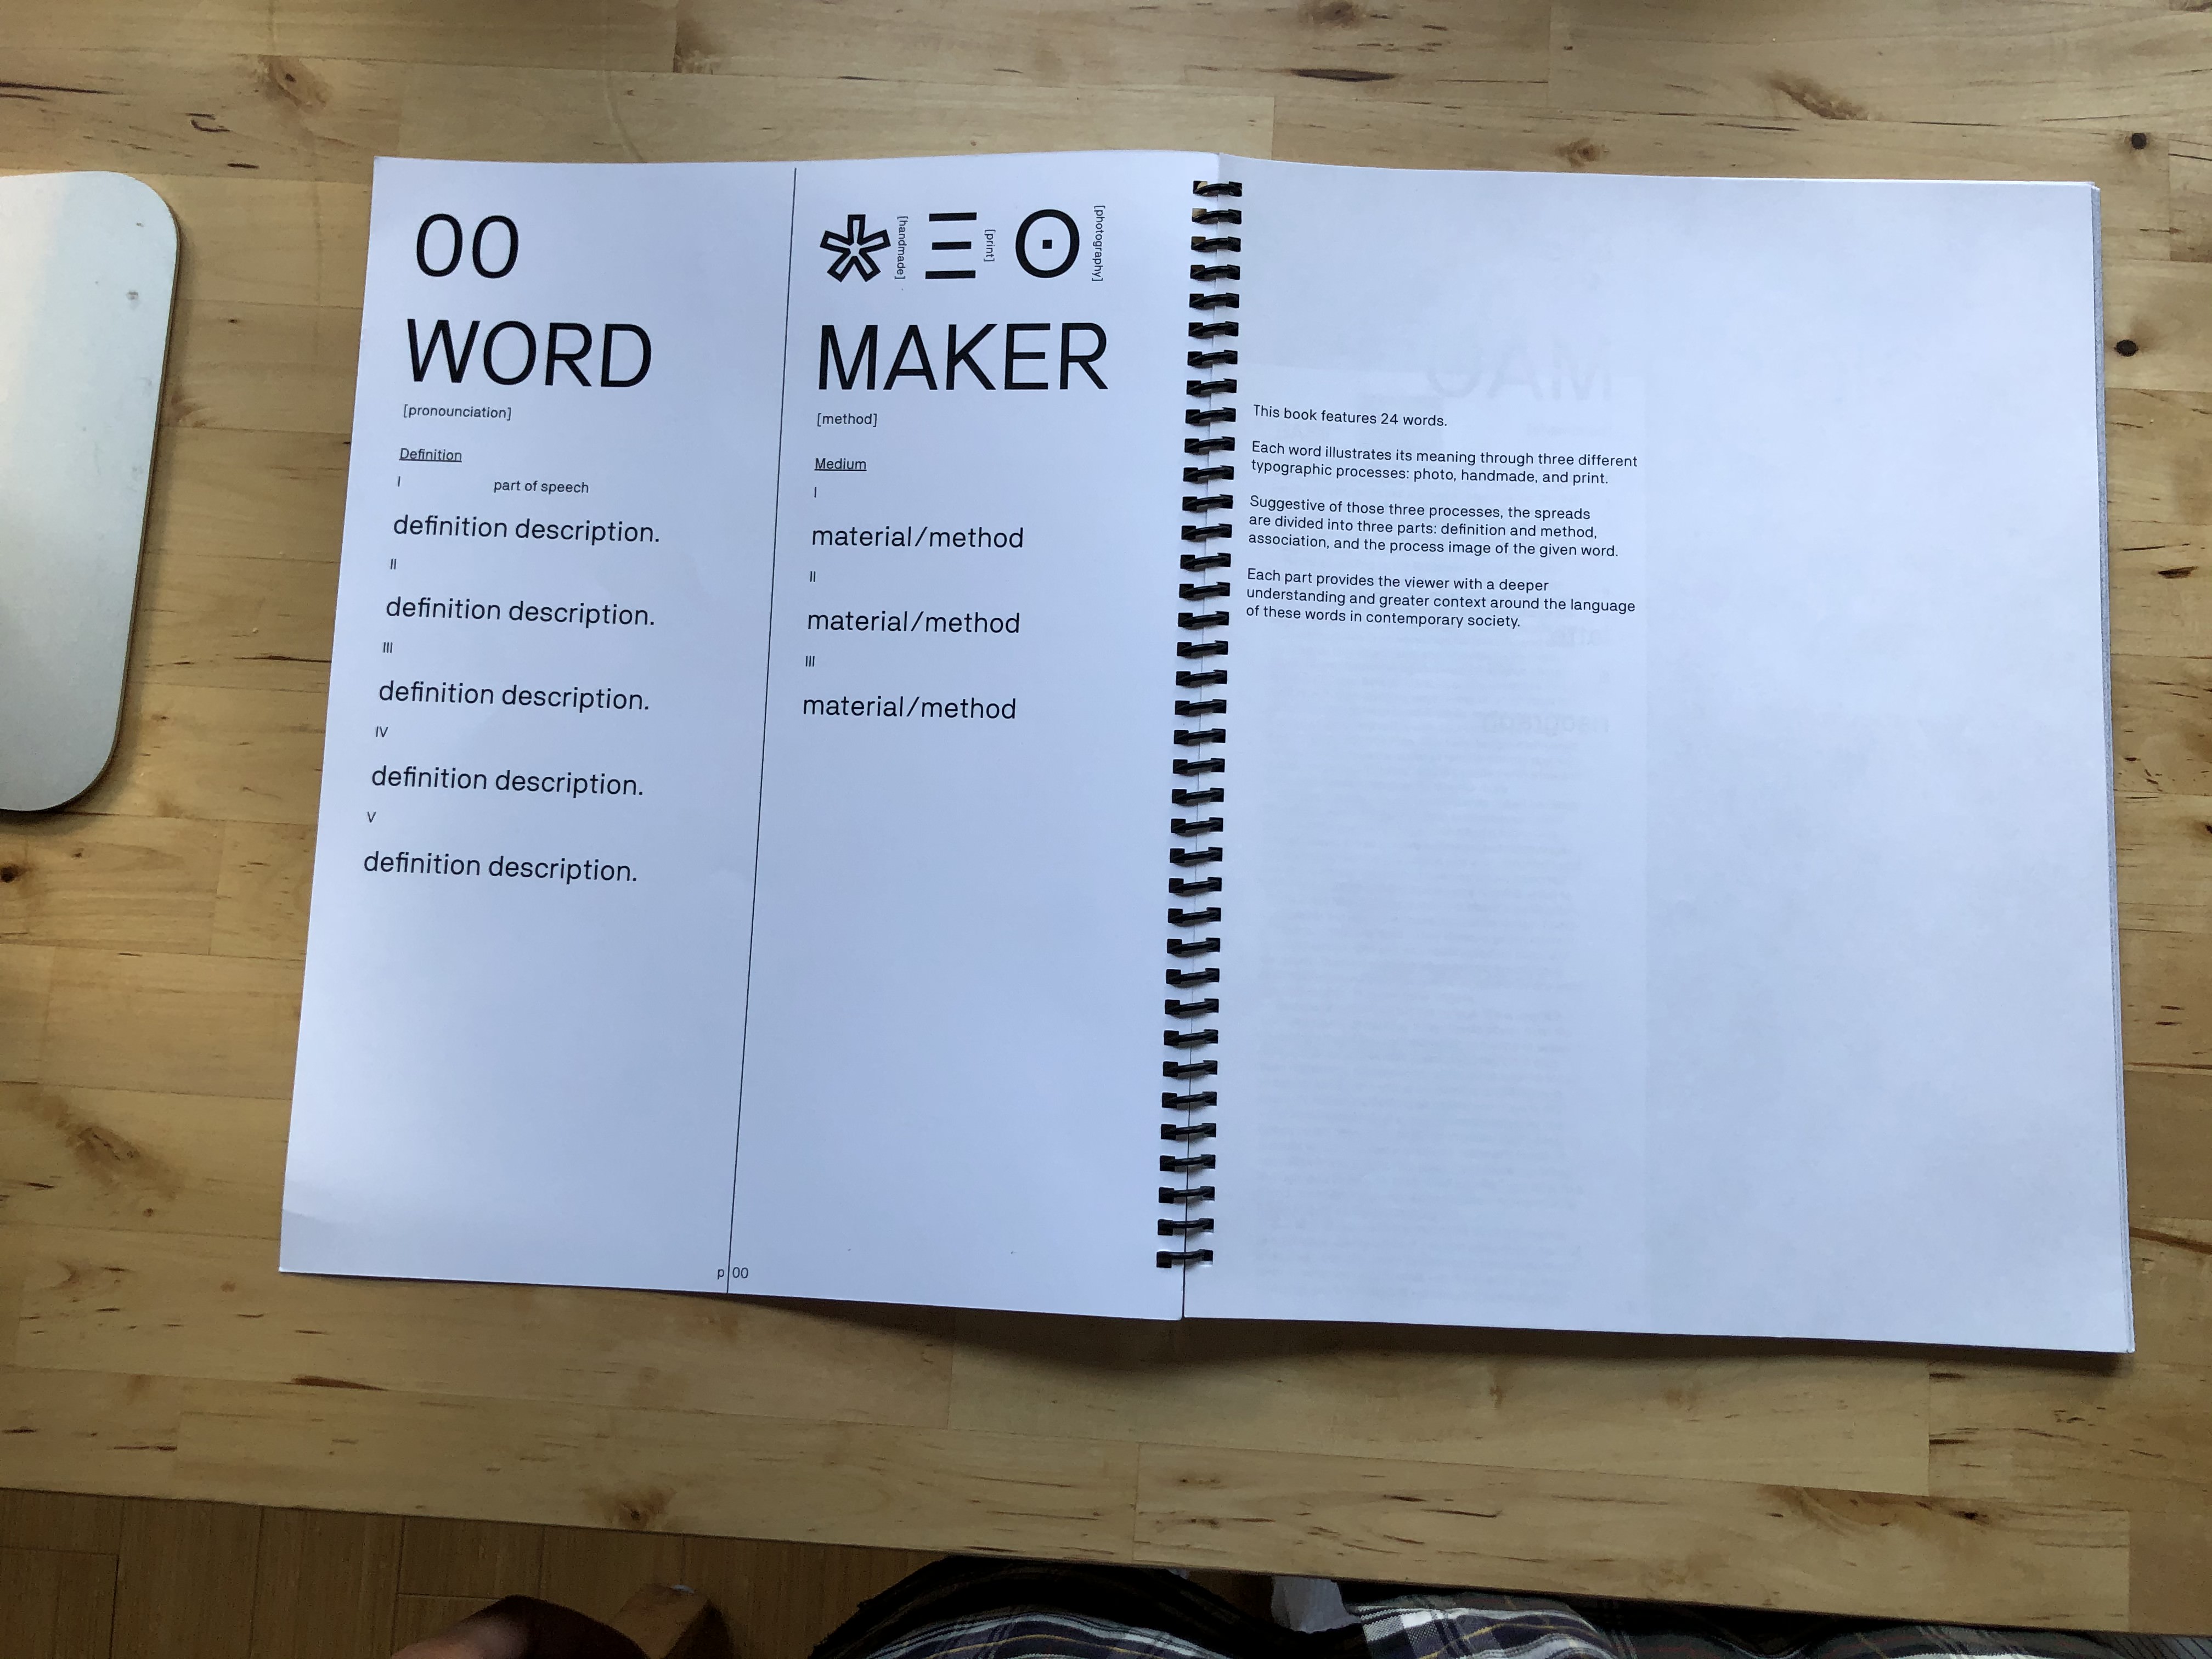 00
WORD
[pronounciation]
Definition
I part of speech
definition description.
II
definition description.
III
definition description.
IV
definition description.
V
definition description.
p 00
[handmade]
[print]
[photography]
MAKER
[method]
Medium
I
material/method
II
material/method
III
material/method
This book features 24 words.
Each word illustrates its meaning through three different
typographic processes: photo, handmade, and print.
Suggestive of those three processes, the spreads
are divided into three parts: definition and method,
association, and the process image of the given word.
Each part provides the viewer with a deeper
understanding and greater context around the language
of these words in contemporary society.